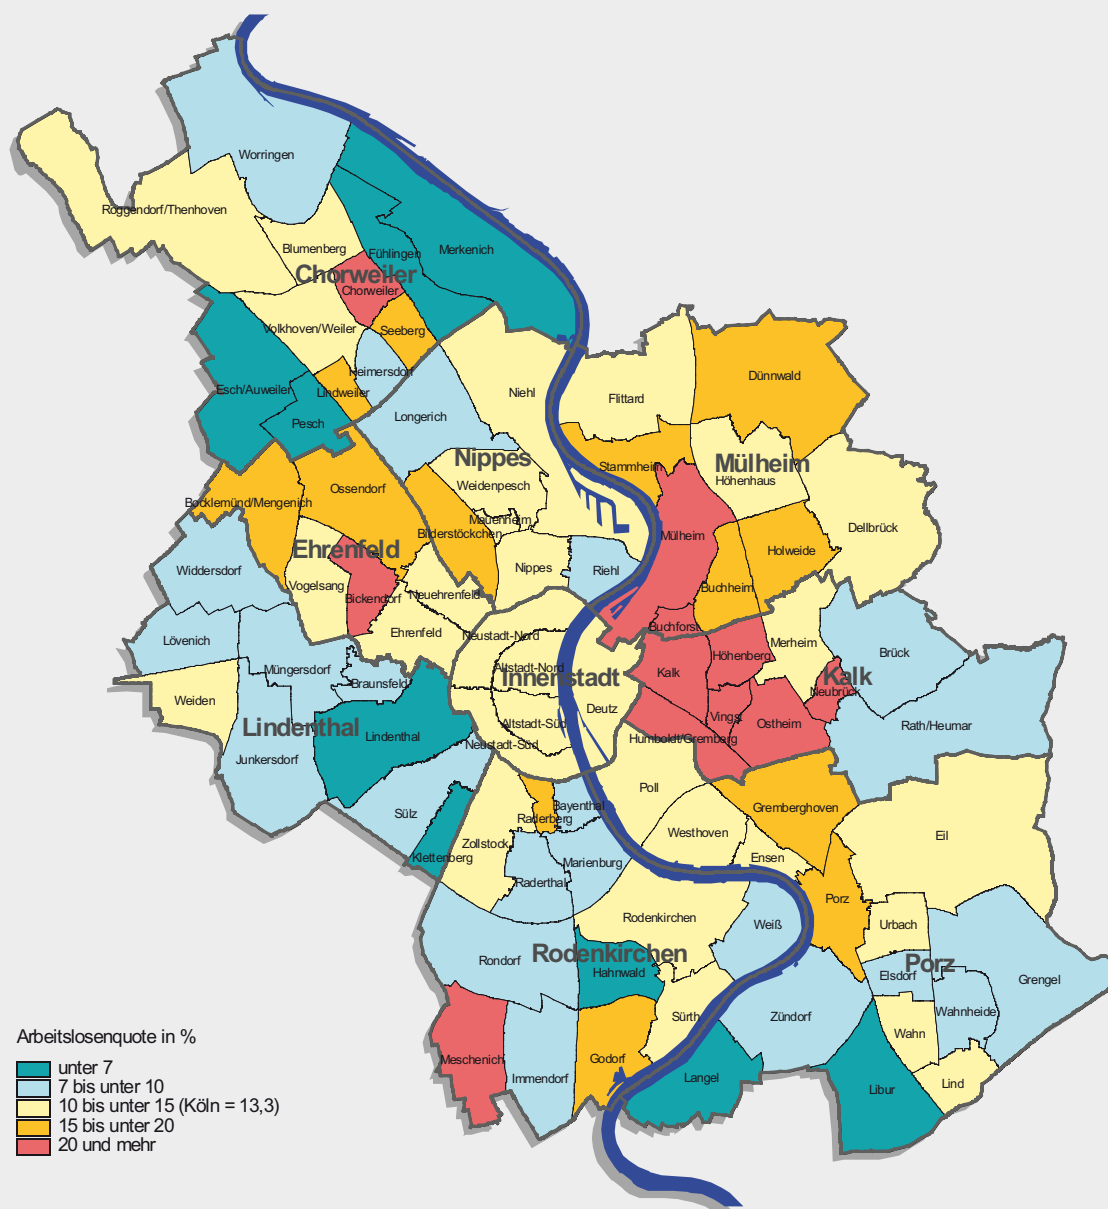 Worringen
Roggendorf/Thenhoven
Blumenberg
Fühlingen
Merkenich
Chorweiler
Chorweiler
Volkhoven/Weiler
Seeberg
Heimersdorf
Esch/Auweiler
Lindweiler
Pesch
Niehl
Longerich
Flittard
Dünnwald
Nippes
Weidenpesch
Stammheim
Mülheim
Höhenhaus
Bocklemünd/Mengenich
Ossendorf
Mauenheim
Bilderstöckchen
Mülheim
Dellbrück
Holweide
Ehrenfeld
Widdersdorf
Vogelsang
Bickendorf
Neuehrenfeld
Nippes
Riehl
Buchheim
Lövenich
Ehrenfeld
Neustadt-Nord
Buchforst
Höhenberg
Merheim
Brück
Müngersdorf
Braunsfeld
Altstadt-Nord
Innenstadt
Kalk
Kalk
Neubrück
Weiden
Deutz
Vings.
Ostheim
Rath/Heumar
Lindenthal
Lindenthal
Altstadt-Süd
Neustadt-Süd
Humboldt/Gremberg
Junkersdorf
Poll
Sülz
Raderberg
Bayenthal
Gremberghoven
Westhoven
Eil
Klettenberg
Zollstock
Ensen
Marienburg
Raderthal
Porz
Rodenkirchen
Weiß
Urbach
Rondorf
Rodenkirchen
Hahnwald
Porz
Elsdorf
Grengel
Sürth
Zündorf
Wahnheide
Wahn
Meschenich
Immendorf
Godorf
Langel
Libur
Lind
Arbeitslosenquote in %
unter 7
7 bis unter 10
10 bis unter 15 (Köln = 13,3)
15 bis unter 20
20 und mehr